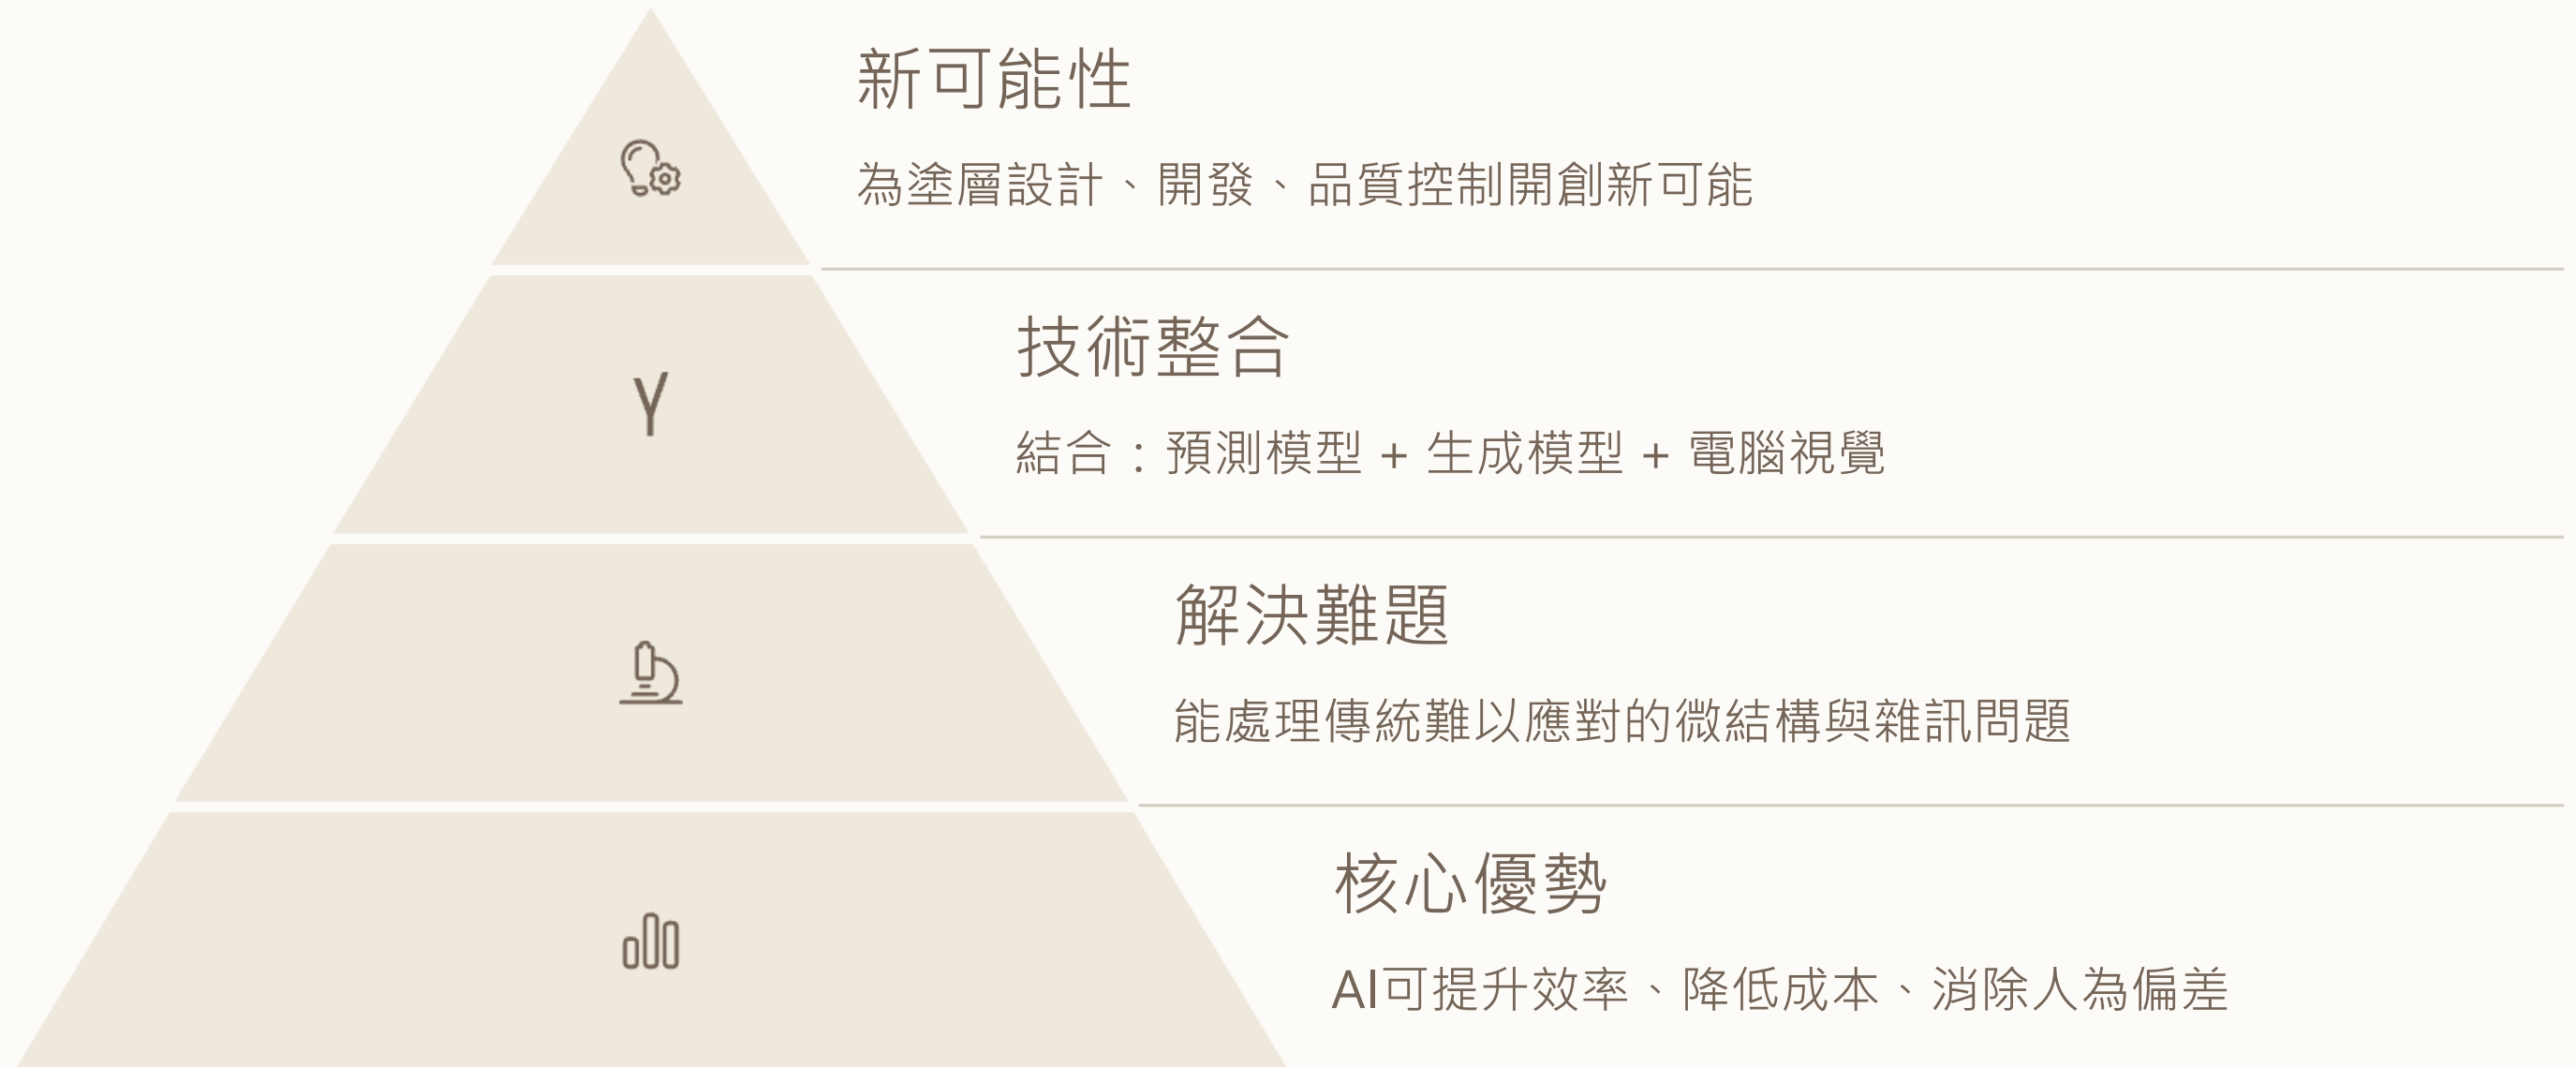 新可能性
為塗層設計、開發、品質控制開創新可能
技術整合
結合：預測模型 + 生成模型 + 電腦視覺
解決難題
能處理傳統難以應對的微結構與雜訊問題
核心優勢
AI可提升效率、降低成本、消除人為偏差